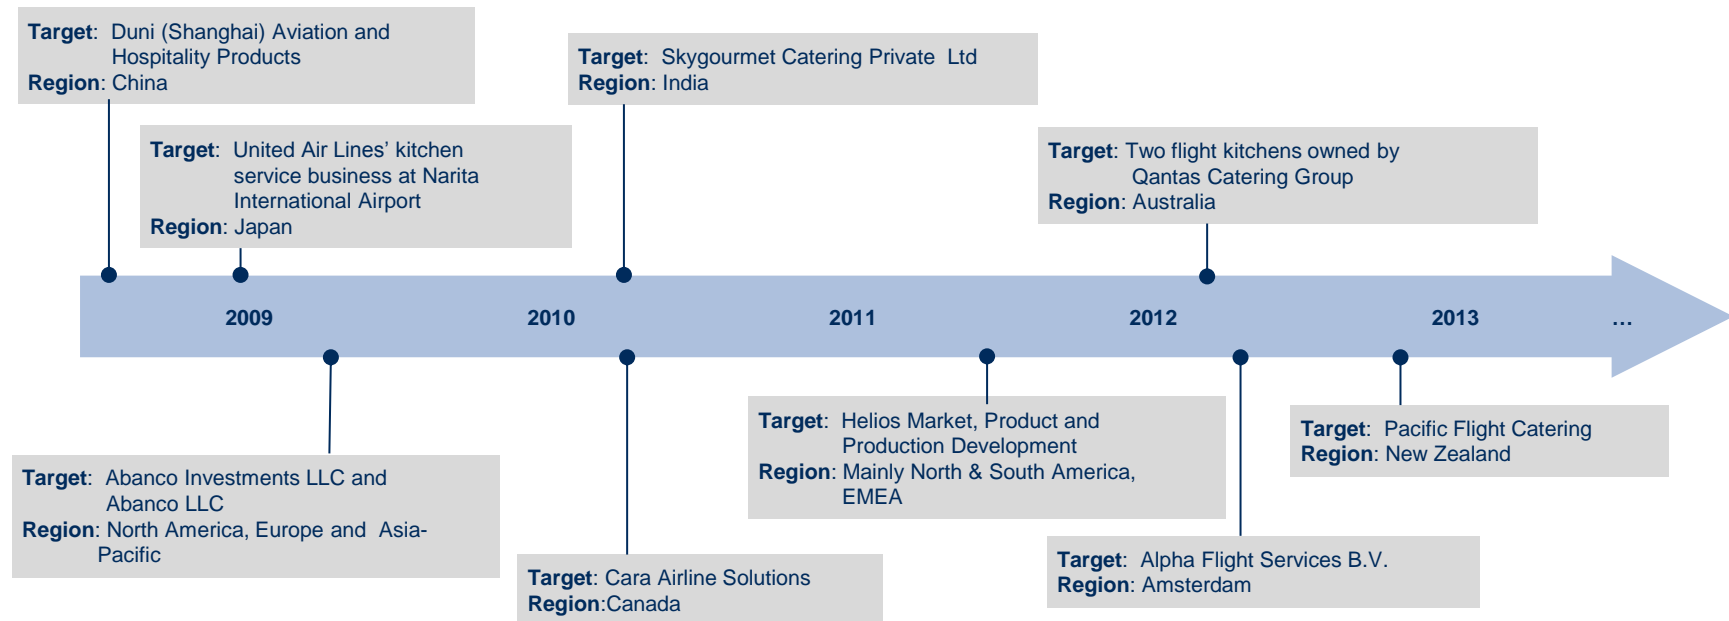 Target: Duni (Shanghai) Aviation and
Hospitality Products
Region: China
Target: Skygourmet Catering Private Ltd
Region: India
Target: United Air Lines’ kitchen
service business at Narita
International Airport
Region: Japan
Target: Two flight kitchens owned by
Qantas Catering Group
Region: Australia
2009 2010 2011 2012 2013 …
Target: Abanco Investments LLC and
Abanco LLC
Region: North America, Europe and Asia-
Pacific
Target: Cara Airline Solutions
Region:Canada
Target: Helios Market, Product and
Production Development
Region: Mainly North & South America,
EMEA
Target: Alpha Flight Services B.V.
Region: Amsterdam
Target: Pacific Flight Catering
Region: New Zealand